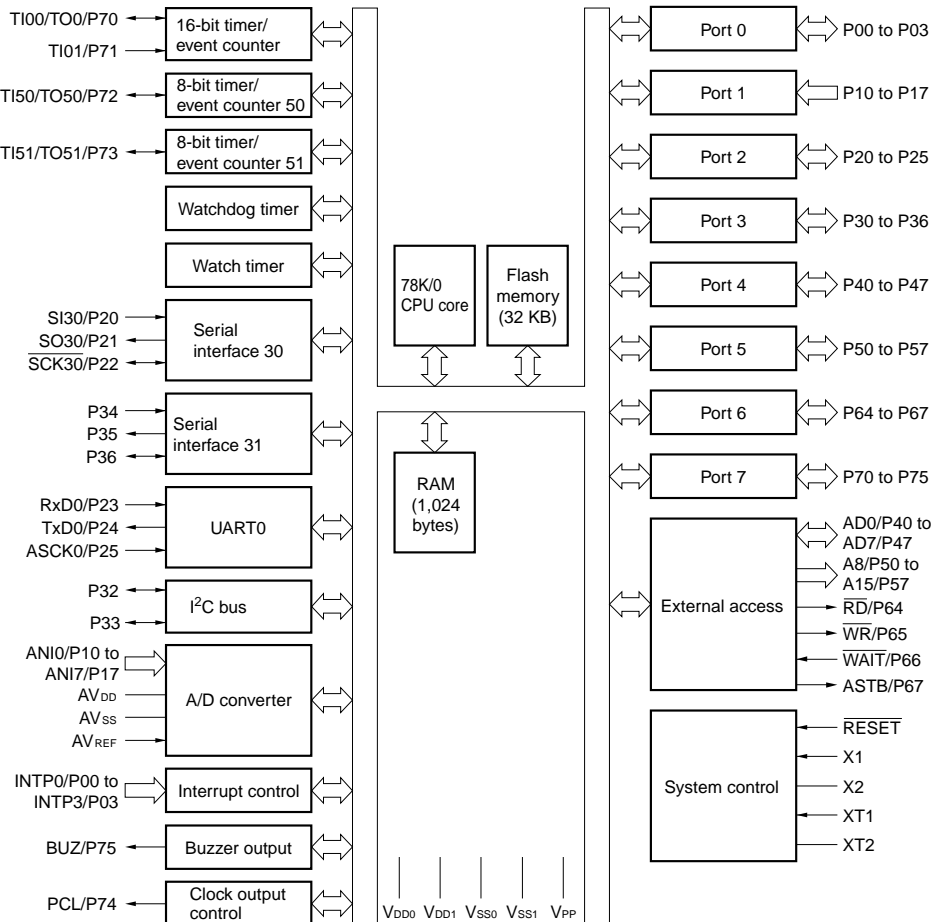 TI00/TO0/P70
TI01/P71
16-bit timer/
event counter
TI50/TO50/P72
8-bit timer/
event counter 50
TI51/TO51/P73
8-bit timer/
event counter 51
Watchdog timer
Watch timer
SI30/P20
SO30/P21
SCK30/P22
Serial
interface 30
P34
P35
P36
Serial
interface 31
RxD0/P23
TxD0/P24
ASCK0/P25
UART0
P32
P33
I2C bus
ANI0/P10 to
ANI7/P17
AVDD
AVSS
AVREF
A/D converter
INTP0/P00 to
INTP3/P03
Interrupt control
BUZ/P75
Buzzer output
PCL/P74
Clock output
control
78K/0
CPU core
Flash
memory
(32 KB)
RAM
(1,024
bytes)
VDD0 VDD1 VSS0 VSS1 VPP
Port 0
P00 to P03
Port 1
P10 to P17
Port 2
P20 to P25
Port 3
P30 to P36
Port 4
P40 to P47
Port 5
P50 to P57
Port 6
P64 to P67
Port 7
P70 to P75
External access
AD0/P40 to
AD7/P47
A8/P50 to
A15/P57
RD/P64
WR/P65
WAIT/P66
ASTB/P67
System control
RESET
X1
X2
XT1
XT2